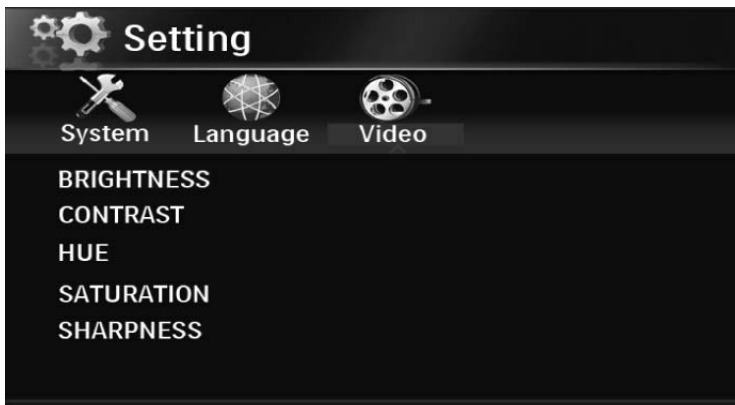 Setting
System Language Video
BRIGHTNESS
CONTRAST
HUE
SATURATION
SHARPNESS